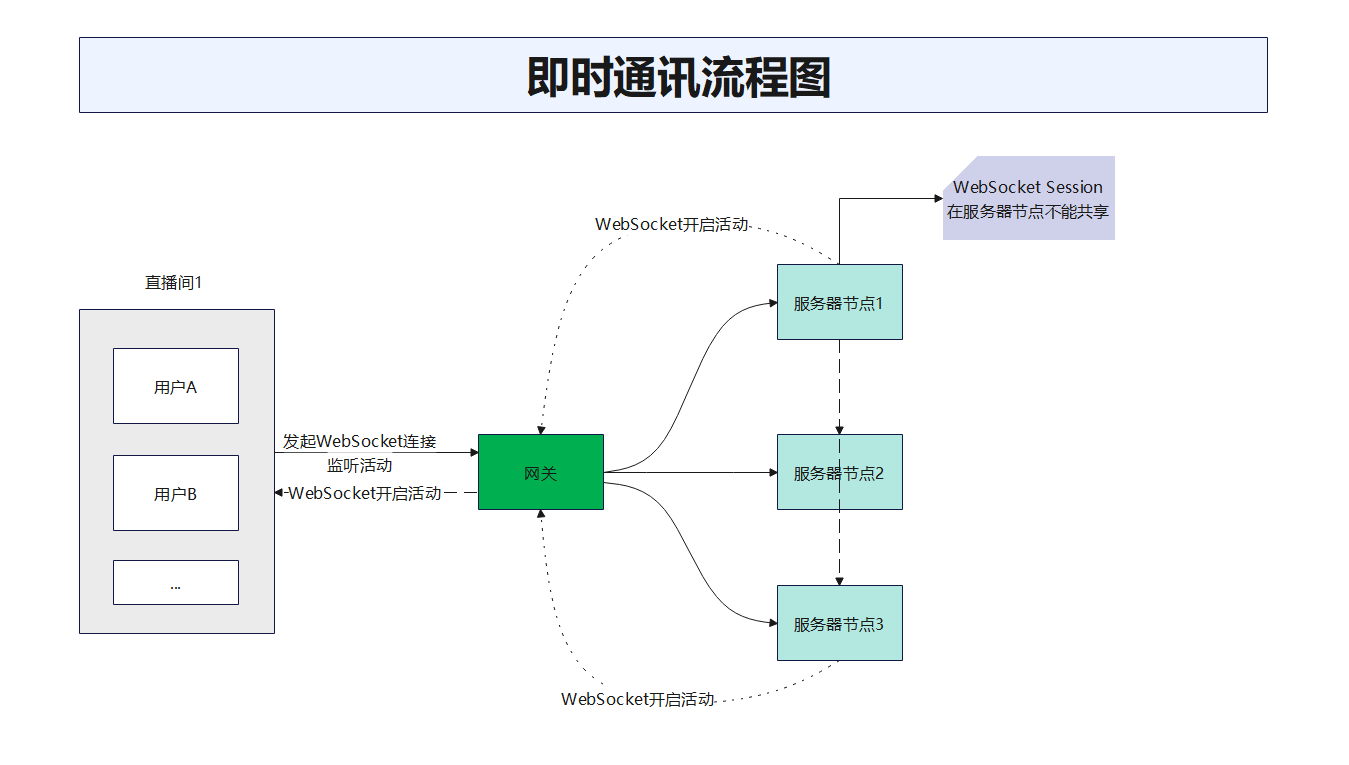 即时通讯流程图
WebSocket Session
在服务器节点不能共享
WebSocket开启活动
直播间1
服务器节点1
用户A
发起WebSocket连接
监听活动
网关
服务器节点2
用户B
WebSocket开启活动
...
服务器节点3
WebSocket开启活动